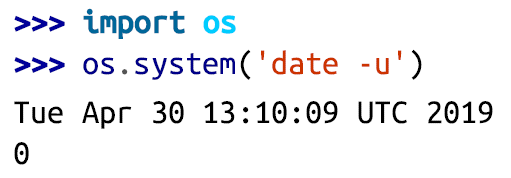 >>> import os
>>> os.system('date -u')
Tue Apr 30 13:10:09 UTC 2019
0